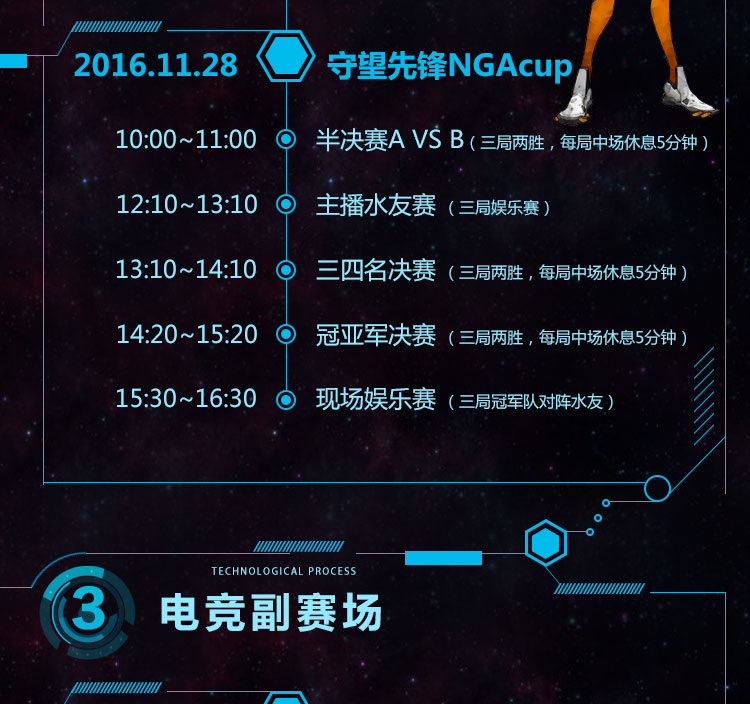 2016.11.28 守望先锋NGAcup
10:00~11:00 半决赛A VS B（三局两胜，每局中场休息5分钟）
12:10~13:10 主播水友赛（三局娱乐赛）
13:10~14:10 三四名决赛（三局两胜，每局中场休息5分钟）
14:20~15:20 冠亚军决赛（三局两胜，每局中场休息5分钟）
15:30~16:30 现场娱乐赛（三局冠军队对阵水友）
TECHNOLOGICAL PROCESS
3 电竞副赛场